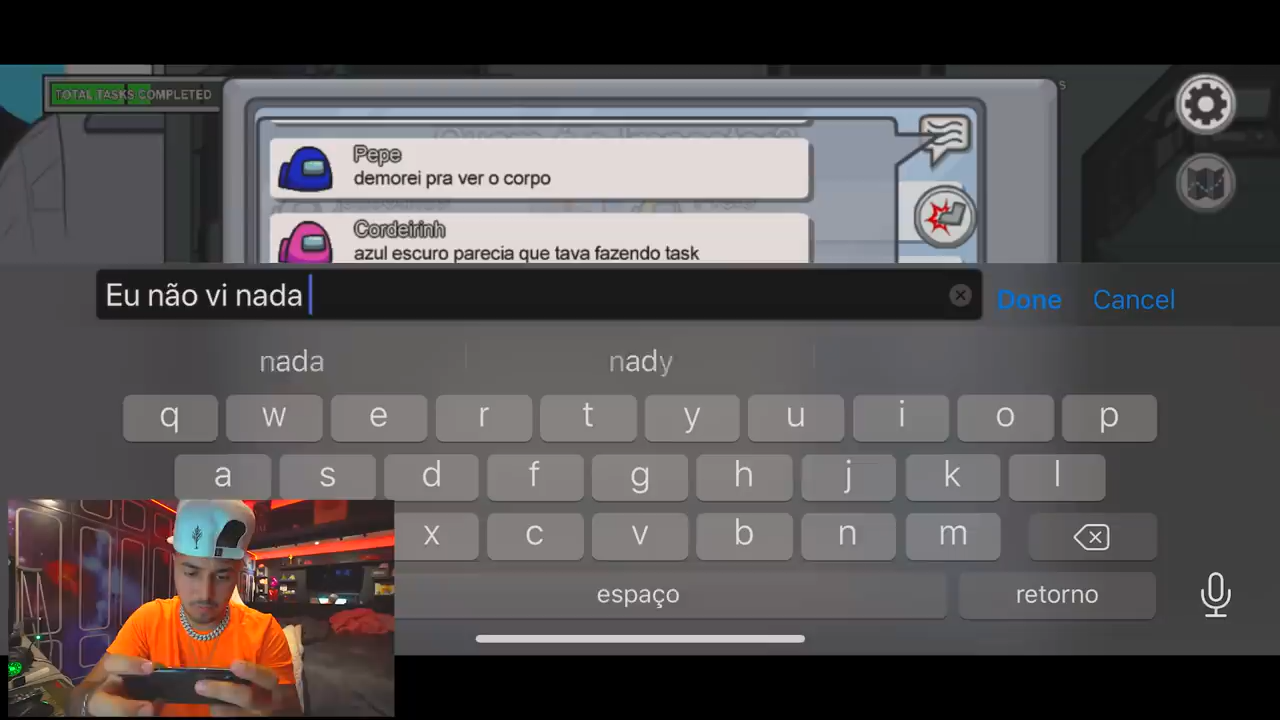 TOTAL TASKS COMPLETED
Pepe
demorei pra ver o corpo
Cordeirinh
azul escuro parecia que tava fazendo task
Eu não vi nada
Done
Cancel
nada
nady
q w e r t y u i o p
a s d f g h j k l
x c v b n m
espaço
retorno